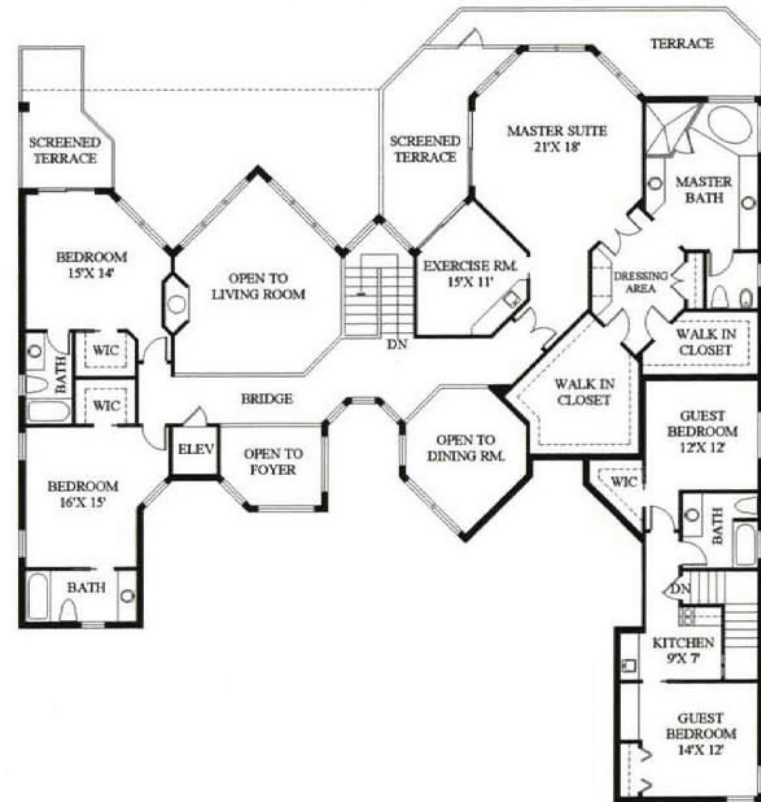 TERRACE
SCREENED
TERRACE
SCREENED
TERRACE
MASTER SUITE
21'X 18'
MASTER
BATH
BEDROOM
15'X 14'
OPEN TO
LIVING ROOM
EXERCISE RM.
15'X 11'
DRESSING
AREA
DN
WIC
BATH
WIC
WALK IN
CLOSET
WALK IN
CLOSET
BRIDGE
ELEV
OPEN TO
FOYER
OPEN TO
DINING RM.
GUEST
BEDROOM
12'X 12'
BEDROOM
16'X 15'
WIC
BATH
BATH
DN
KITCHEN
9'X 7'
GUEST
BEDROOM
14'X 12'